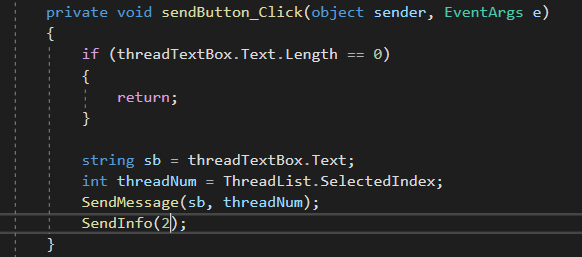 private void sendButton_Click(object sender, EventArgs e)
{
if (threadTextBox.Text.Length == 0)
{
return;
}
string sb = threadTextBox.Text;
int threadNum = ThreadList.SelectedIndex;
SendMessage(sb, threadNum);
SendInfo(2);
}